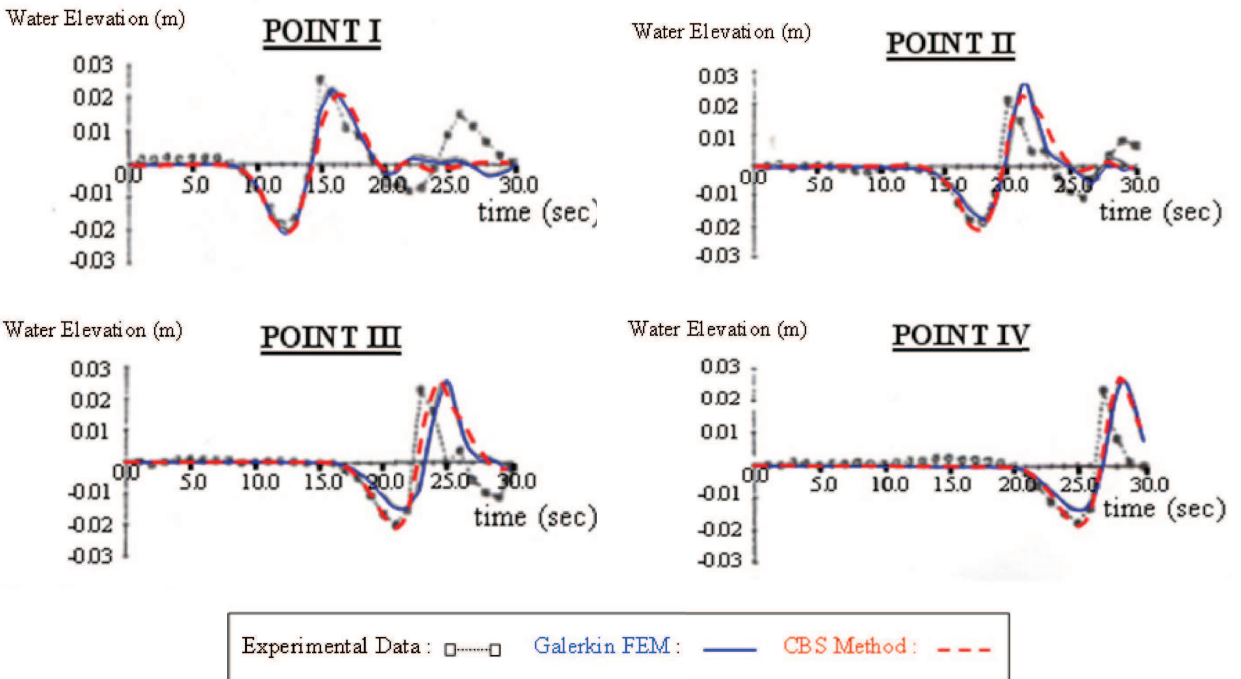 Water Elevation (m)
POINT I
0.03
0.02
0.01
-0.01
-0.02
-0.03
0.0 5.0 10.0 15.0 20.0 25.0 30.0
time (sec)
Water Elevation (m)
POINT II
0.03
0.02
0.01
-0.01
-0.02
-0.03
0.0 5.0 10.0 15.0 20.0 25.0 30.0
time (sec)
Water Elevation (m)
POINT III
0.03
0.02
0.01
-0.01
-0.02
-0.03
0.0 5.0 10.0 15.0 20.0 25.0 30.0
time (sec)
Water Elevation (m)
POINT IV
0.03
0.02
0.01
-0.01
-0.02
-0.03
0.0 5.0 10.0 15.0 20.0 25.0 30.0
time (sec)
Experimental Data : Galerkin FEM : CBS Method :